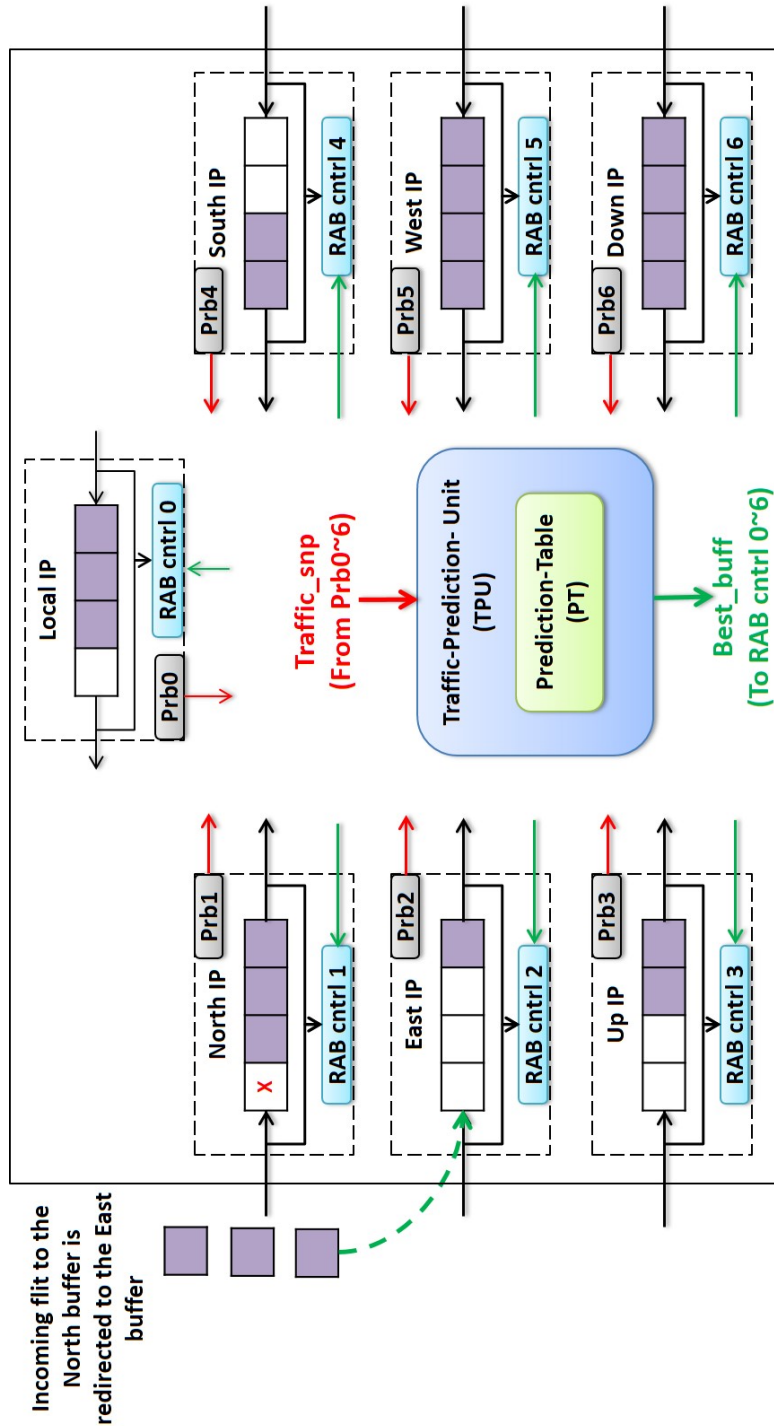 Incoming flit to the
North buffer is
redirected to the East
buffer
North IP
Prb1
X
RAB cntrl 1
East IP
Prb2
RAB cntrl 2
Up IP
Prb3
RAB cntrl 3
Local IP
Prb0
RAB cntrl 0
Traffic_snp
(From Prb0~6)
Traffic-Prediction- Unit
(TPU)
Prediction-Table
(PT)
Best_buff
(To RAB cntrl 0~6)
Prb4
South IP
RAB cntrl 4
Prb5
West IP
RAB cntrl 5
Prb6
Down IP
RAB cntrl 6